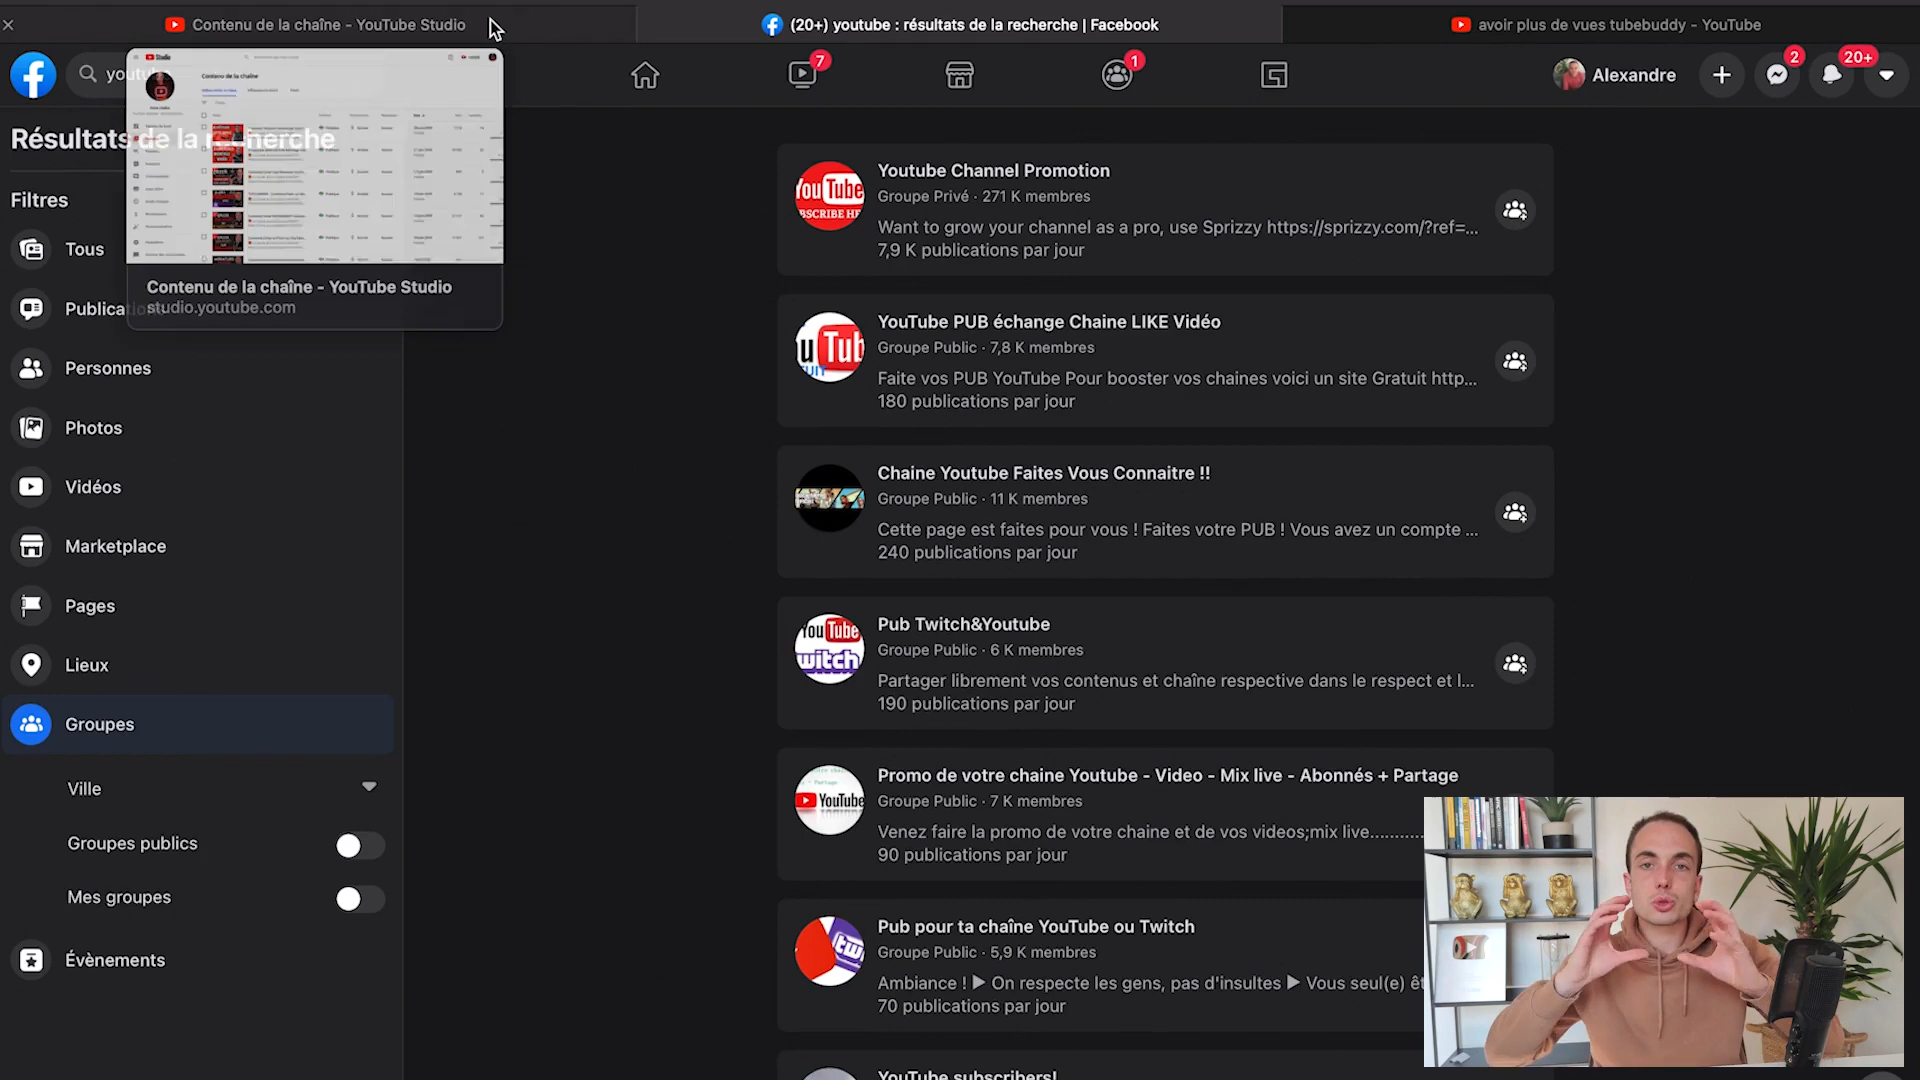 Contenu de la chaîne - YouTube Studio
(20+) youtube : résultats de la recherche | Facebook
avoir plus de vues tubebuddy - YouTube
7
1
Alexandre
2
20+
Studio
Contenu de la chaîne
Résultats de la recherche
Filtres
Tous
Contenu de la chaîne - YouTube Studio
studio.youtube.com
Personnes
Photos
Vidéos
Marketplace
Pages
Lieux
Groupes
Ville
Groupes publics
Mes groupes
Évènements
Youtube Channel Promotion
Groupe Privé · 271 K membres
Want to grow your channel as a pro, use Sprizzy https://sprizzy.com/?ref=...
7,9 K publications par jour
YouTube PUB échange Chaine LIKE Vidéo
Groupe Public · 7,8 K membres
Faite vos PUB YouTube Pour booster vos chaines voici un site Gratuit http...
180 publications par jour
Chaine Youtube Faites Vous Connaitre !!
Groupe Public · 11 K membres
Cette page est faites pour vous ! Faites votre PUB ! Vous avez un compte ...
240 publications par jour
Pub Twitch&Youtube
Groupe Public · 6 K membres
Partager librement vos contenus et chaîne respective dans le respect et l...
190 publications par jour
YouTube
Promo de votre chaine Youtube - Video - Mix live - Abonnés + Partage
Groupe Public · 7 K membres
Venez faire la promo de votre chaine et de vos videos;mix live...........
90 publications par jour
Pub pour ta chaîne YouTube ou Twitch
Groupe Public · 5,9 K membres
Ambiance ! ▶ On respecte les gens, pas d'insultes ▶ Vous seul(e) êt
70 publications par jour
YouTube subscribers!